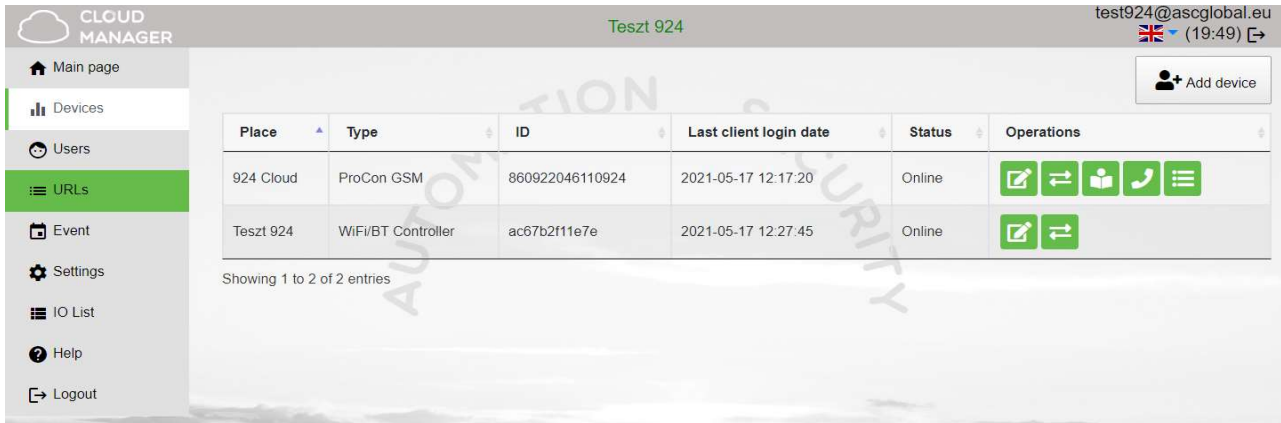 CLOUD
MANAGER
Teszt 924
test924@ascglobal.eu
(19:49)
Main page
Devices
Users
URLs
Event
Settings
IO List
Help
Logout
Add device
AUTOMATION SECURITY
Place Type ID Last client login date Status Operations
924 Cloud ProCon GSM 860922046110924 2021-05-17 12:17:20 Online
Teszt 924 WiFi/BT Controller ac67b2f11e7e 2021-05-17 12:27:45 Online
Showing 1 to 2 of 2 entries